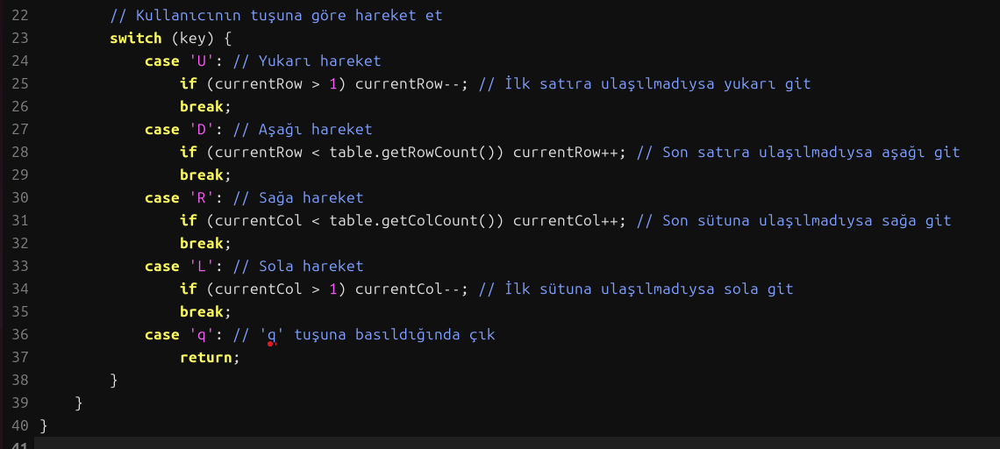 22 // Kullanıcının tuşuna göre hareket et
23 switch (key) {
24 case 'U': // Yukarı hareket
25 if (currentRow > 1) currentRow--; // İlk satıra ulaşılmadıysa yukarı git
26 break;
27 case 'D': // Aşağı hareket
28 if (currentRow < table.getRowCount()) currentRow++; // Son satıra ulaşılmadıysa aşağı git
29 break;
30 case 'R': // Sağa hareket
31 if (currentCol < table.getColCount()) currentCol++; // Son sütuna ulaşılmadıysa sağa git
32 break;
33 case 'L': // Sola hareket
34 if (currentCol > 1) currentCol--; // İlk sütuna ulaşılmadıysa sola git
35 break;
36 case 'q': // 'q' tuşuna basıldığında çık
37 return;
38 }
39 }
40 }
41